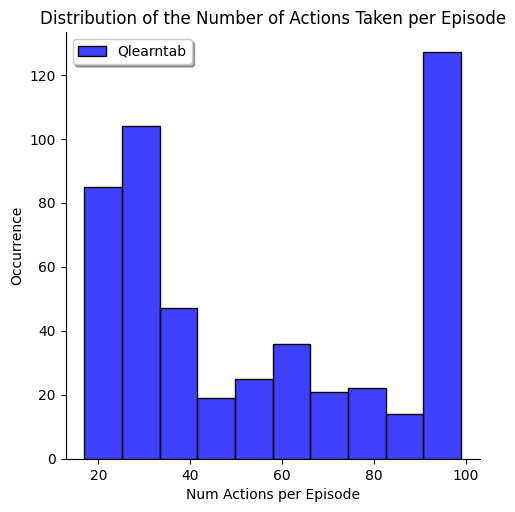 Distribution of the Number of Actions Taken per Episode
Qlearntab
120
100
80
60
40
20
0
Occurrence
20 40 60 80 100
Num Actions per Episode